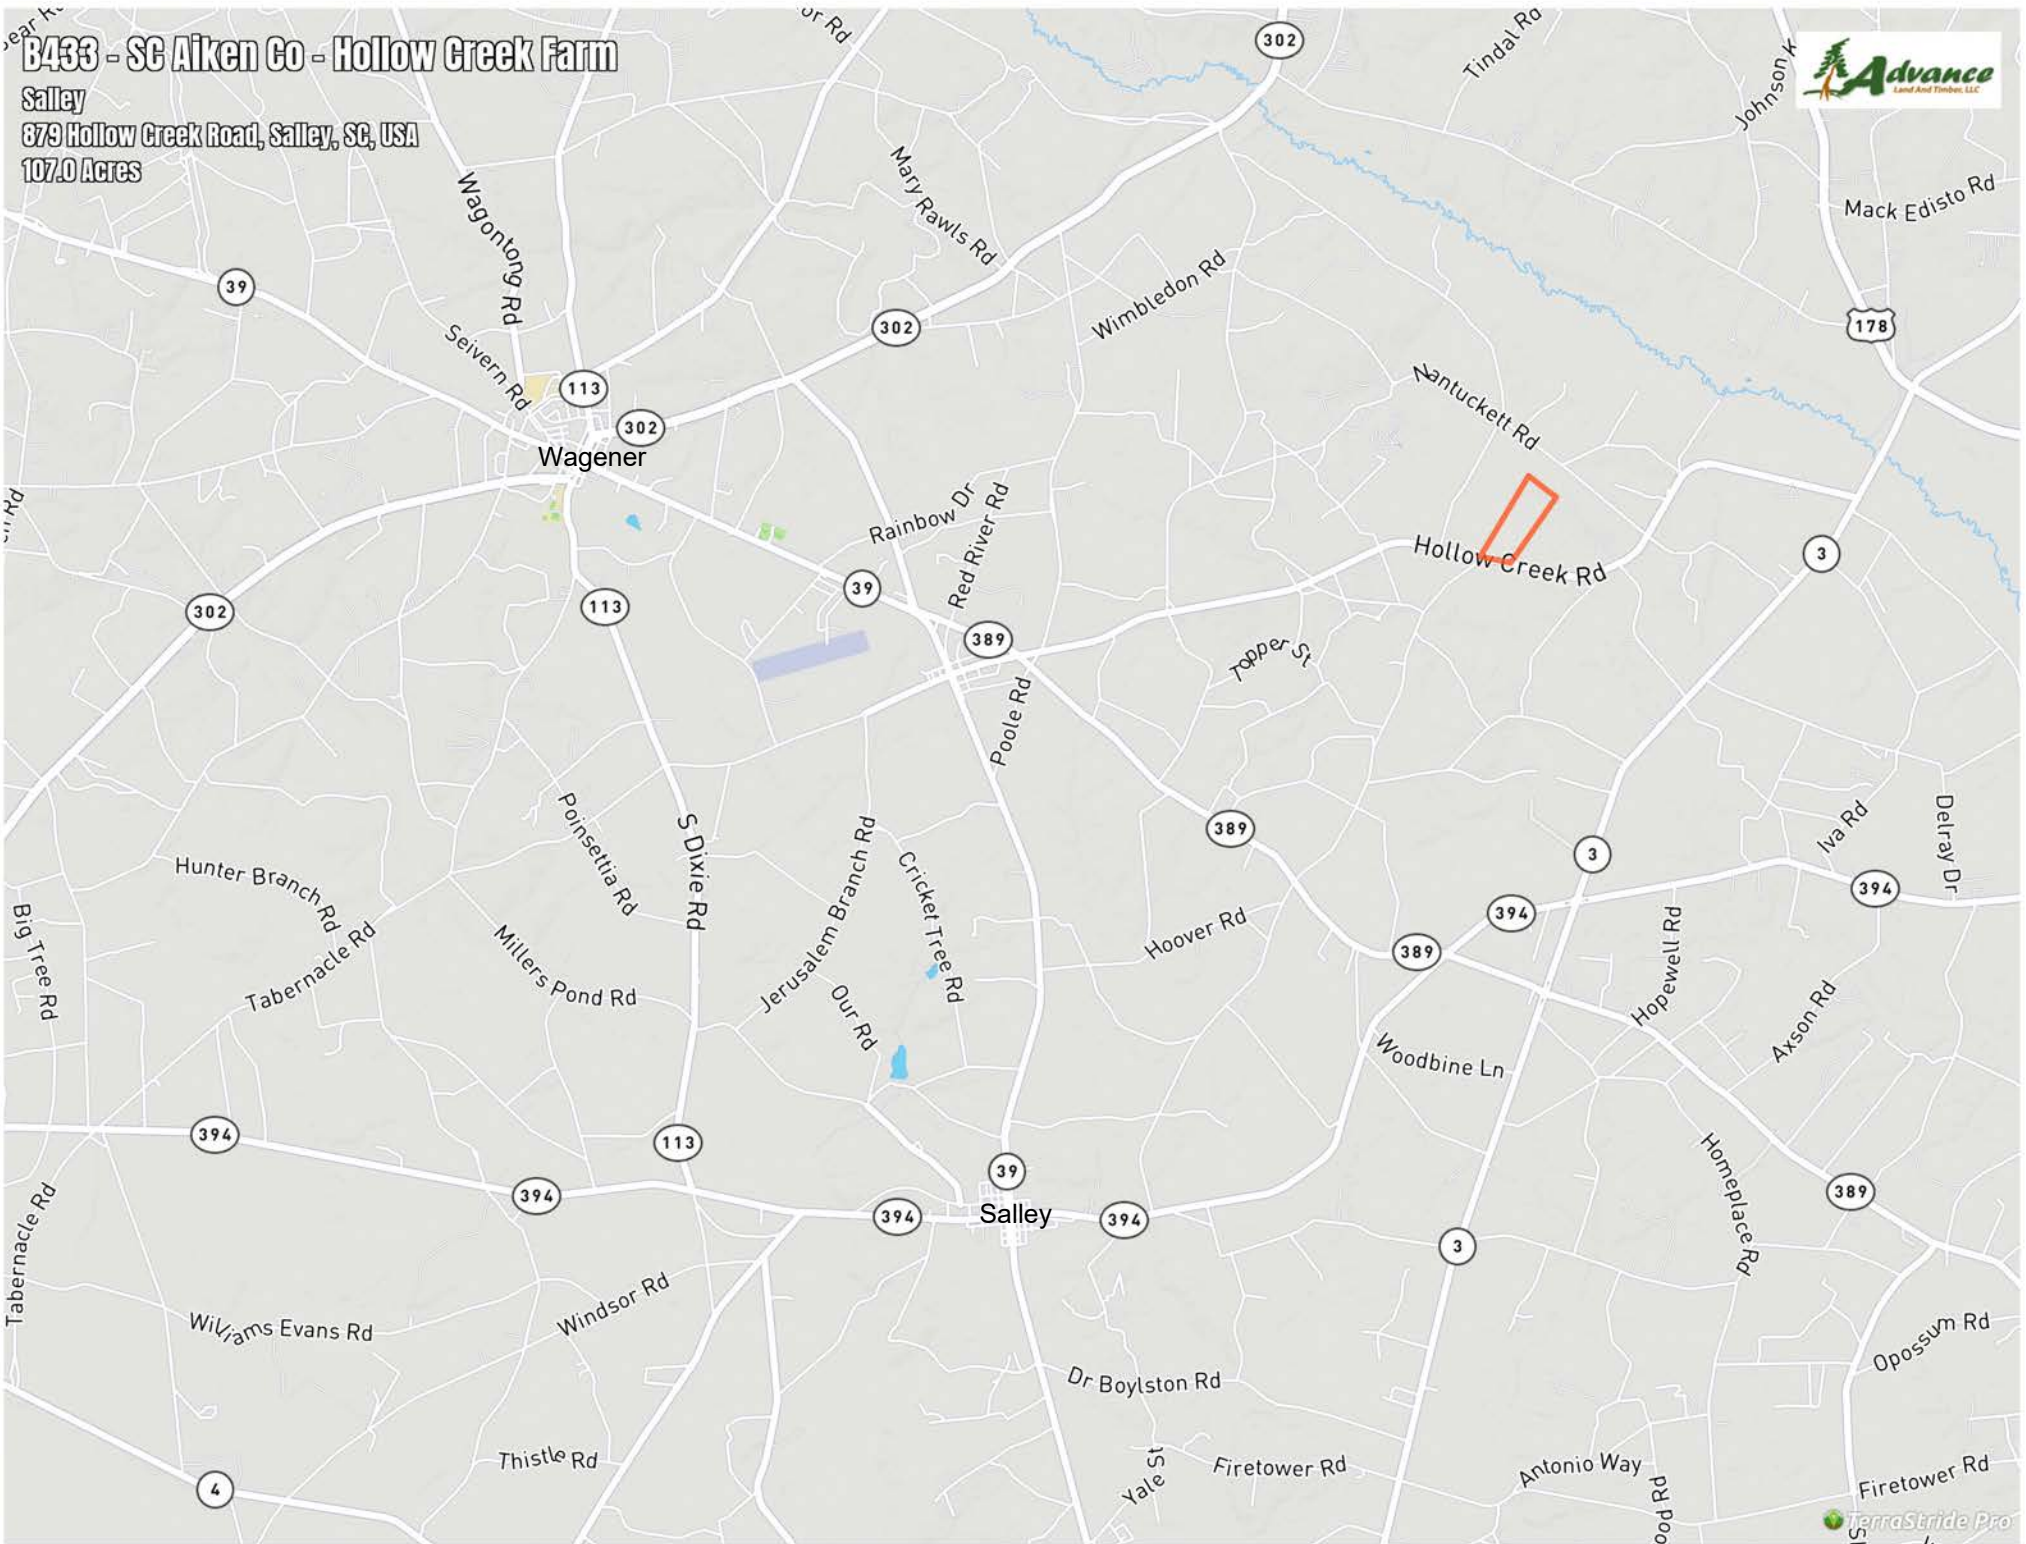 B433 - SC Aiken Co - Hollow Creek Farm
Salley
879 Hollow Creek Road, Salley, SC, USA
107.0 Acres
302
Tindal Rd
Advance
Land And Timber, LLC
Mary Rawls Rd
Mack Edisto Rd
Wagontong Rd
39
Wimbledon Rd
302
178
Seivern Rd
113
Nantuckett Rd
302
Wagener
Rainbow Dr
Red River Rd
Hollow Creek Rd
3
39
302
113
389
Topper St
Poole Rd
Poinsettia Rd
S Dixie Rd
Jerusalem Branch Rd
389
Iva Rd
Delray Dr
Hunter Branch Rd
Cricket Tree Rd
3
394
Big Tree Rd
Tabernacle Rd
Millers Pond Rd
Hoover Rd
394
389
Hopewell Rd
Our Rd
Axson Rd
Woodbine Ln
394
113
39
Homeplace Rd
394
394
Salley
394
389
Tabernacle Rd
3
Williams Evans Rd
Windsor Rd
Opossum Rd
Dr Boylston Rd
Thistle Rd
Yale St
Firetower Rd
Antonio Way
Firetower Rd
4
TerraStride Pro